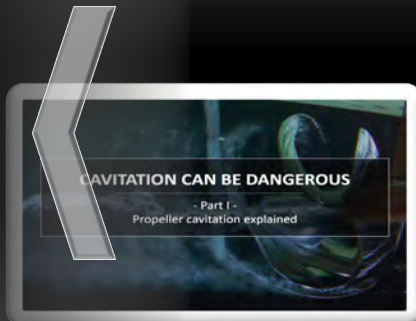 CAVITATION CAN BE DANGEROUS
- Part I -
Propeller cavitation explained